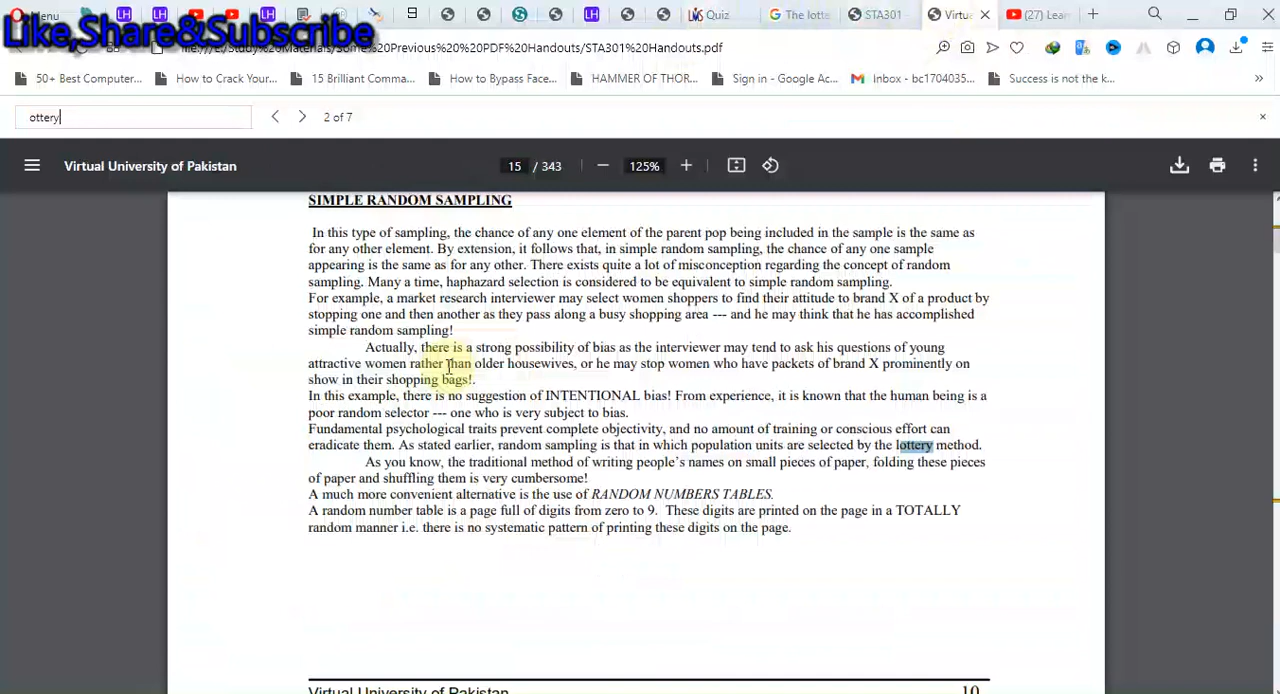 Menu
Quiz
The lotte
STA301
Virtu
(27) Lear
Like,Share&Subscribe
Study Materials/Some%20Previous%20%20PDF%20Handouts/STA301%20Handouts.pdf
50+ Best Computer...
How to Crack Your...
15 Brilliant Comma...
How to Bypass Face...
HAMMER OF THOR...
Sign in - Google Ac...
Inbox - bc1704035...
Success is not the k...
ottery
2 of 7
Virtual University of Pakistan
15 / 343
125%
SIMPLE RANDOM SAMPLING
In this type of sampling, the chance of any one element of the parent pop being included in the sample is the same as
for any other element. By extension, it follows that, in simple random sampling, the chance of any one sample
appearing is the same as for any other. There exists quite a lot of misconception regarding the concept of random
sampling. Many a time, haphazard selection is considered to be equivalent to simple random sampling.
For example, a market research interviewer may select women shoppers to find their attitude to brand X of a product by
stopping one and then another as they pass along a busy shopping area --- and he may think that he has accomplished
simple random sampling!
Actually, there is a strong possibility of bias as the interviewer may tend to ask his questions of young
attractive women rather than older housewives, or he may stop women who have packets of brand X prominently on
show in their shopping bags!.
In this example, there is no suggestion of INTENTIONAL bias! From experience, it is known that the human being is a
poor random selector --- one who is very subject to bias.
Fundamental psychological traits prevent complete objectivity, and no amount of training or conscious effort can
eradicate them. As stated earlier, random sampling is that in which population units are selected by the lottery method.
As you know, the traditional method of writing people's names on small pieces of paper, folding these pieces
of paper and shuffling them is very cumbersome!
A much more convenient alternative is the use of RANDOM NUMBERS TABLES.
A random number table is a page full of digits from zero to 9. These digits are printed on the page in a TOTALLY
random manner i.e. there is no systematic pattern of printing these digits on the page.
Virtual University of Pakistan
10